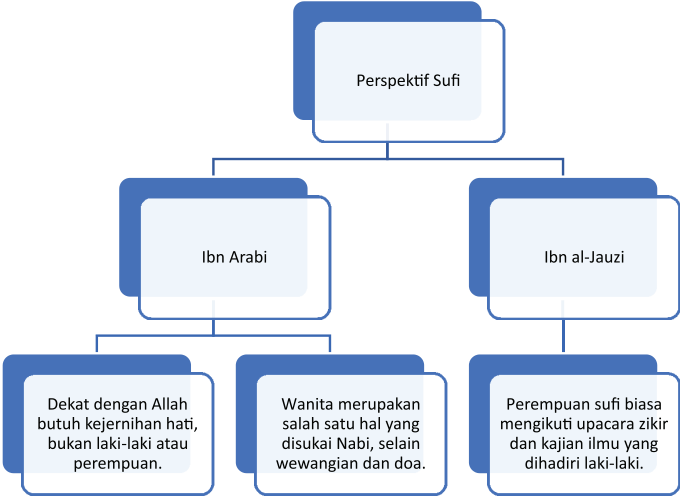 Perspektif Sufi
Ibn Arabi
Ibn al-Jauzi
Dekat dengan Allah
butuh kejernihan hati,
bukan laki-laki atau
perempuan.
Wanita merupakan
salah satu hal yang
disukai Nabi, selain
wewangian dan doa.
Perempuan sufi biasa
mengikuti upacara zikir
dan kajian ilmu yang
dihadiri laki-laki.